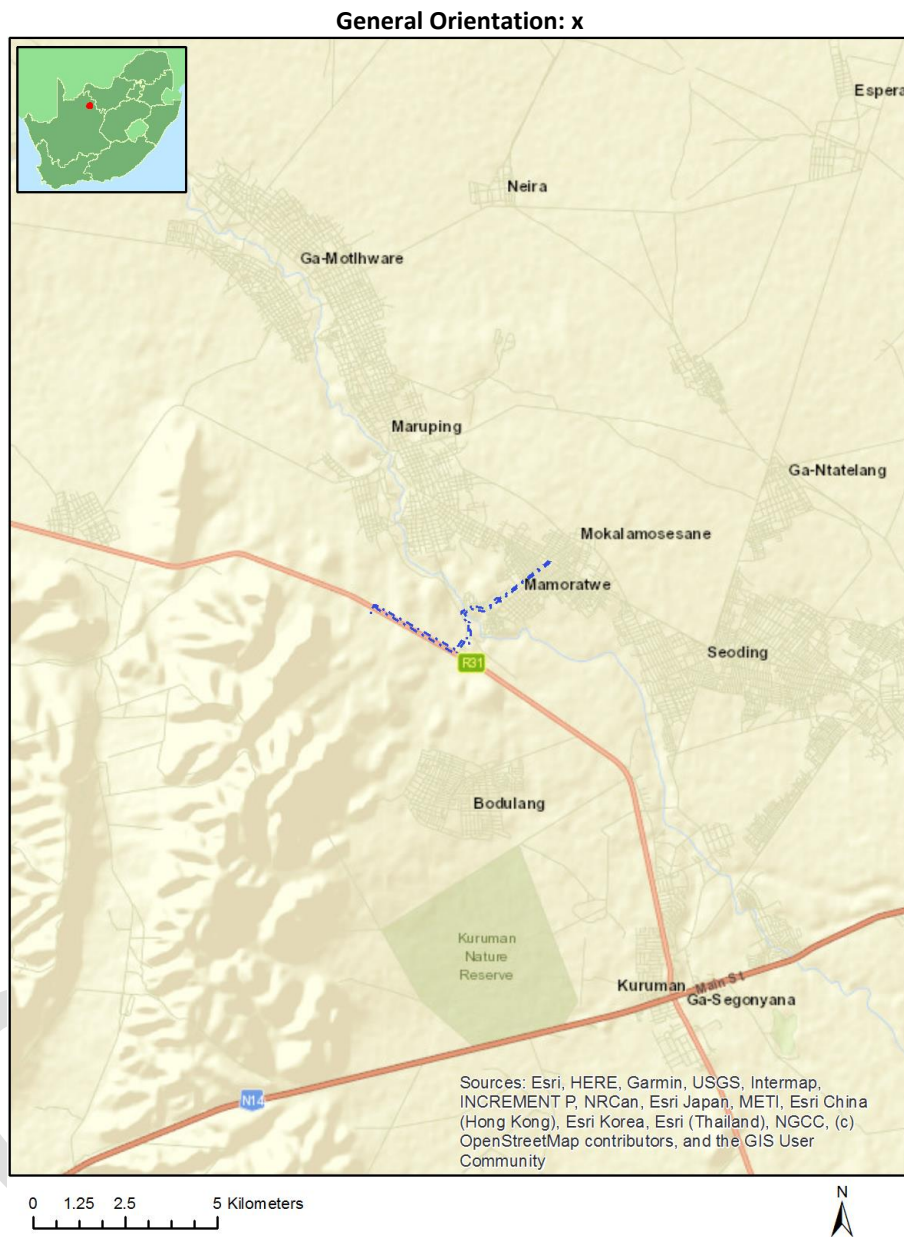 General Orientation: x
Espera
Neira
Ga-Motlhware
Maruping
Ga-Ntatelang
Mokalamosesane
Mamoratwe
Seoding
R31
Bodulang
Kuruman
Nature
Reserve
Kuruman
Main St
Ga-Segonyana
N14
Sources: Esri, HERE, Garmin, USGS, Intermap,
INCREMENT P, NRCan, Esri Japan, METI, Esri China
(Hong Kong), Esri Korea, Esri (Thailand), NGCC, (c)
OpenStreetMap contributors, and the GIS User
Community
0 1.25 2.5 5 Kilometers
N